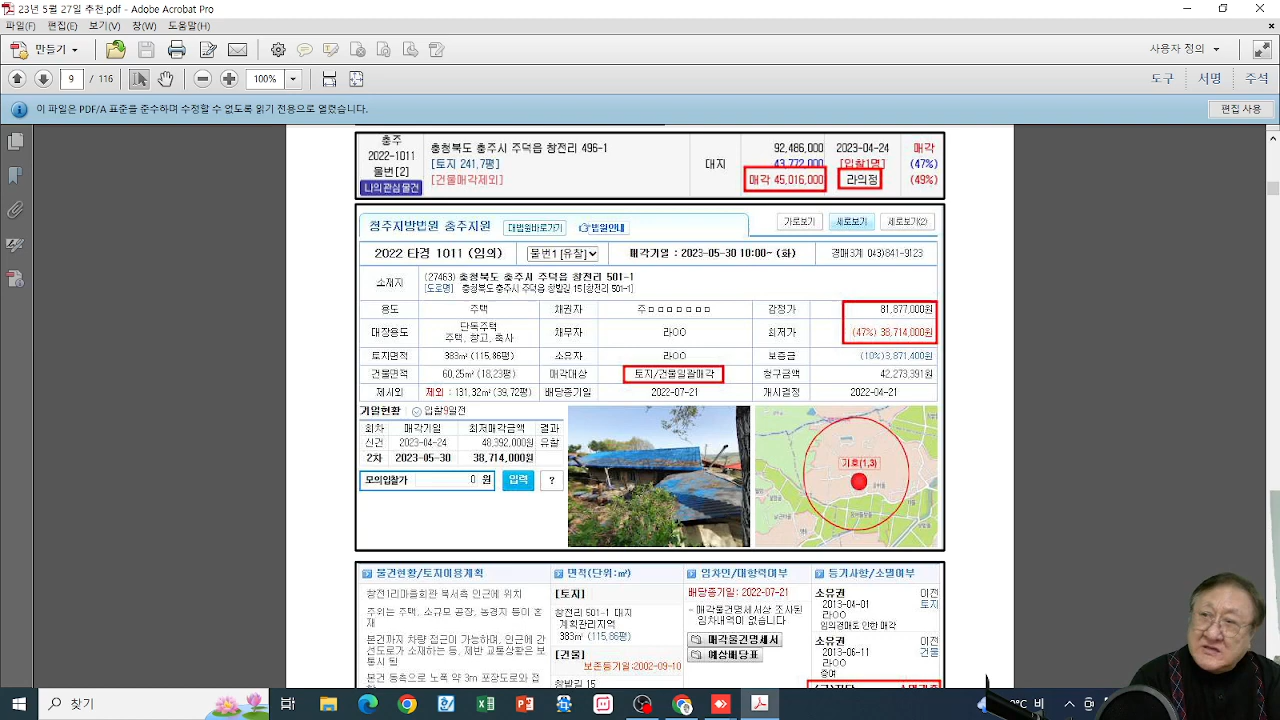 23년 5월 27일 추천.pdf - Adobe Acrobat Pro
파일(F) 편집(E) 보기(V) 창(W) 도움말(H)
만들기
사용자 정의
9 / 116
100%
도구 서명 주석
이 파일은 PDF/A 표준을 준수하며 수정할 수 없도록 읽기 전용으로 열렸습니다.
편집 사용
충주
2022-1011
물번[2]
나의관심물건
충청북도 충주시 주덕읍 창전리 496-1
[토지 241.7평]
[건물매각제외]
대지
92,486,000
43,772,000
매각 45,016,000
2023-04-24
[입찰1명]
라의정
매각
(47%)
(49%)
청주지방법원 충주지원
대법원바로가기
법원안내
가로보기 세로보기 세로보기(2)
2022 타경 1011 (임의)
물번1 [유찰]
매각기일 : 2023-05-30 10:00~ (화)
경매3계 043)841-9123
소재지
(27463) 충청북도 충주시 주덕읍 창전리 501-1
[도로명] 충청북도 충주시 주덕읍 창발길 15 [창전리 501-1]
용도 주택 채권자 주□□□□□□□ 감정가 81,877,000원
대장용도 단독주택
주택, 창고, 축사 채무자 라OO 최저가 (47%) 38,714,000원
토지면적 383㎡ (115.86평) 소유자 라OO 보증금 (10%)3,871,400원
건물면적 60.25㎡ (18.23평) 매각대상 토지/건물일괄매각 청구금액 42,273,391원
제시외 제외 : 131.32㎡ (39.72평) 배당종기일 2022-07-21 개시결정 2022-04-21
기일현황 입찰9일전
회차 매각기일 최저매각금액 결과
신건 2023-04-24 48,392,000원 유찰
2차 2023-05-30 38,714,000원
모의입찰가 0 원 입력 ?
기호(1,3)
물건현황/토지이용계획
창전1리마을회관 북서측 인근에 위치
주위는 주택, 소규모 공장, 농경지 등이 혼재
본건까지 차량 접근이 가능하며, 인근에 간선도로가 소재하는 등, 제반 교통상황은 보통시 됨
본건 동측으로 노폭 약 3m 포장도로와 접
면적(단위:㎡)
[토지]
창전리 501-1 대지
계획관리지역
383㎡ (115.86평)
[건물]
보존등기일:2002-09-10
창발길 15
임차인/대항력여부
배당종기일: 2022-07-21
- 매각물건명세서상 조사된
임차내역이 없습니다
매각물건명세서
예상배당표
등기사항/소멸여부
소유권 이전
2013-04-01 토지
라OO
임의경매로 인한 매각
소유권 이전
2013-06-11 건물
라OO
증여
찾기